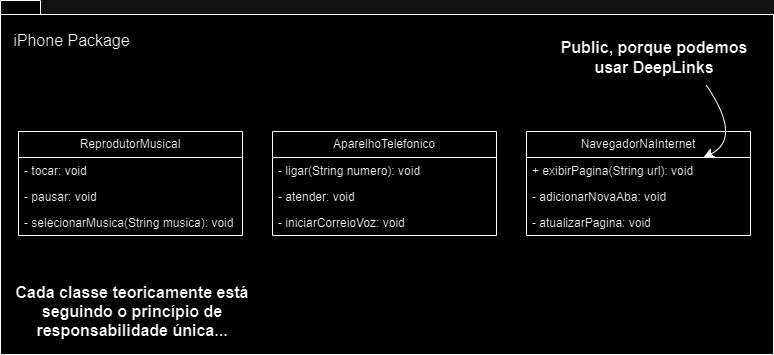 iPhone Package
Public, porque podemos
usar DeepLinks
ReprodutorMusical
- tocar: void
- pausar: void
- selecionarMusica(String musica): void
AparelhoTelefonico
- ligar(String numero): void
- atender: void
- iniciarCorreioVoz: void
NavegadorNaInternet
+ exibirPagina(String url): void
- adicionarNovaAba: void
- atualizarPagina: void
Cada classe teoricamente está
seguindo o princípio de
responsabilidade única...